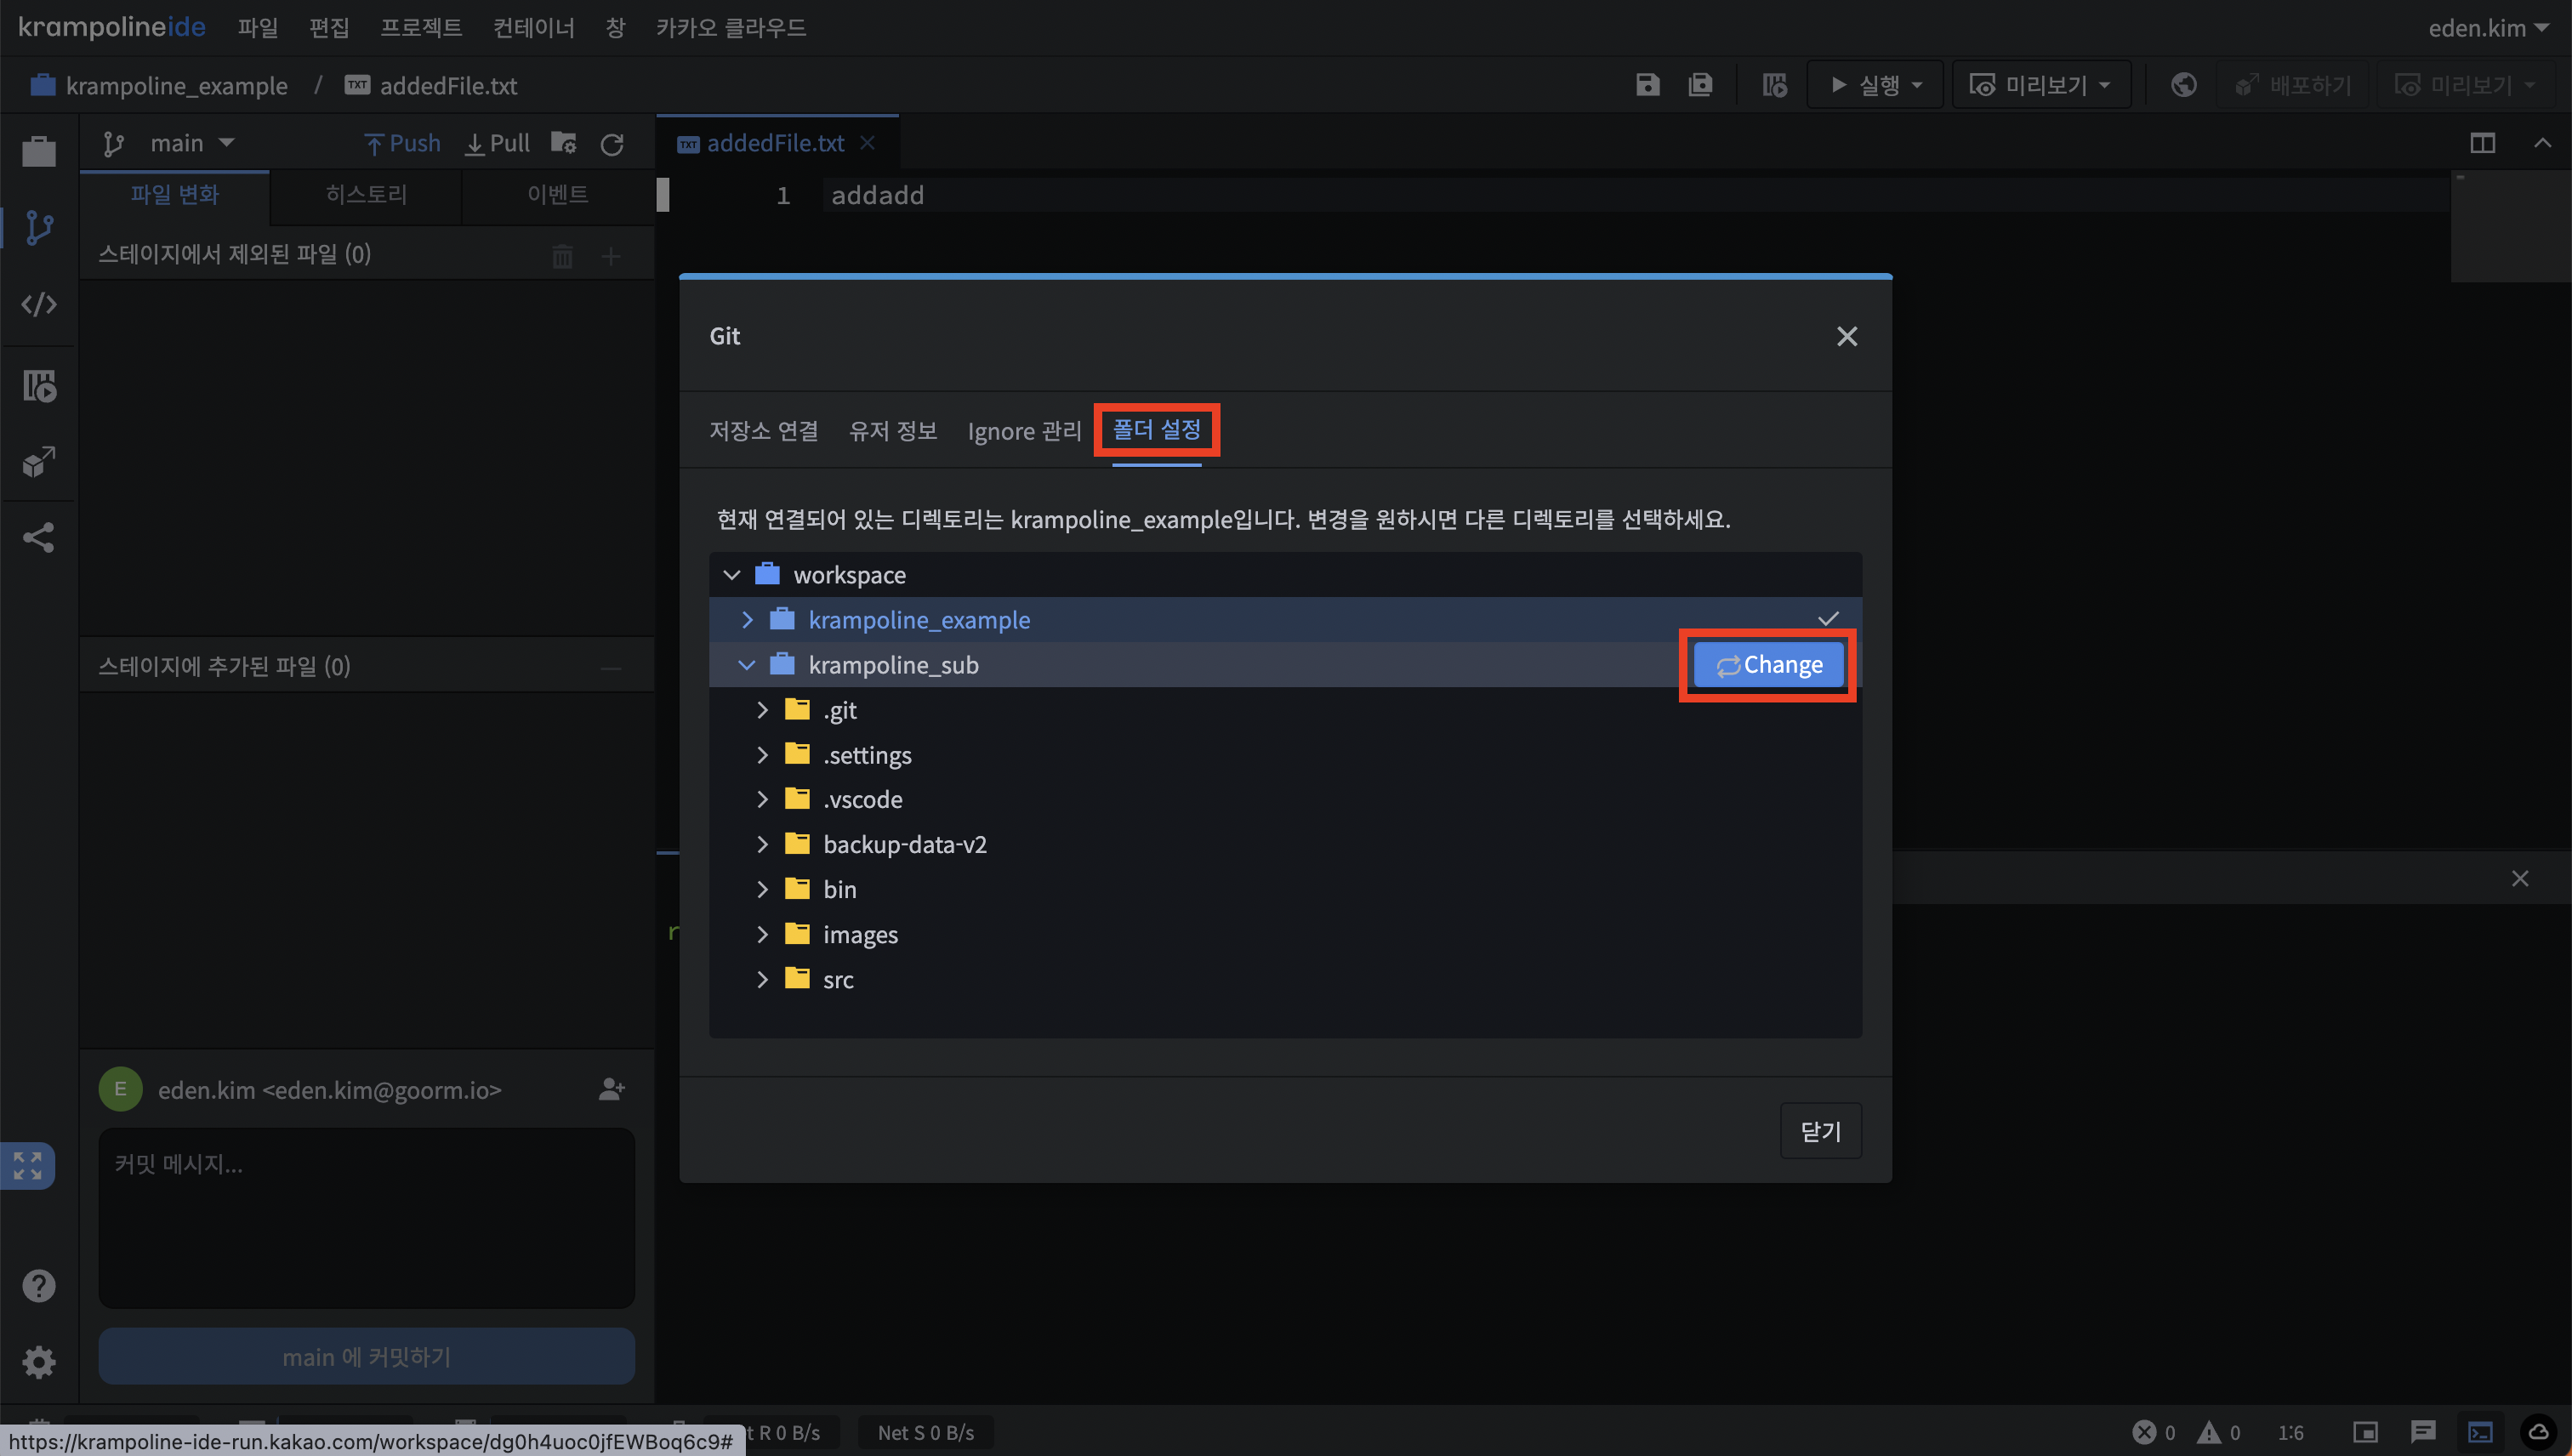 krampolineide 파일 편집 프로젝트 컨테이너 창 카카오 클라우드 eden.kim
krampoline_example / TXT addedFile.txt 실행 미리보기 배포하기 미리보기
main Push Pull
TXT addedFile.txt
파일 변화 히스토리 이벤트
1 addadd
스테이지에서 제외된 파일 (0)
스테이지에 추가된 파일 (0)
E eden.kim <eden.kim@goorm.io>
커밋 메시지...
main 에 커밋하기
Git
저장소 연결 유저 정보 Ignore 관리 폴더 설정
현재 연결되어 있는 디렉토리는 krampoline_example입니다. 변경을 원하시면 다른 디렉토리를 선택하세요.
workspace
krampoline_example
krampoline_sub Change
.git
.settings
.vscode
backup-data-v2
bin
images
src
닫기
r
https://krampoline-ide-run.kakao.com/workspace/dg0h4uoc0jfEWBoq6c9#
t R 0 B/s Net S 0 B/s 0 0 1:6